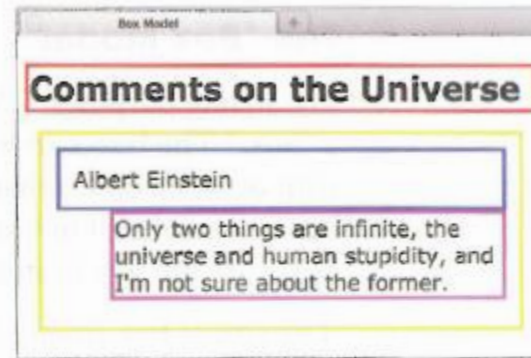 Box Model
Comments on the Universe
Albert Einstein
Only two things are infinite, the
universe and human stupidity, and
I'm not sure about the former.